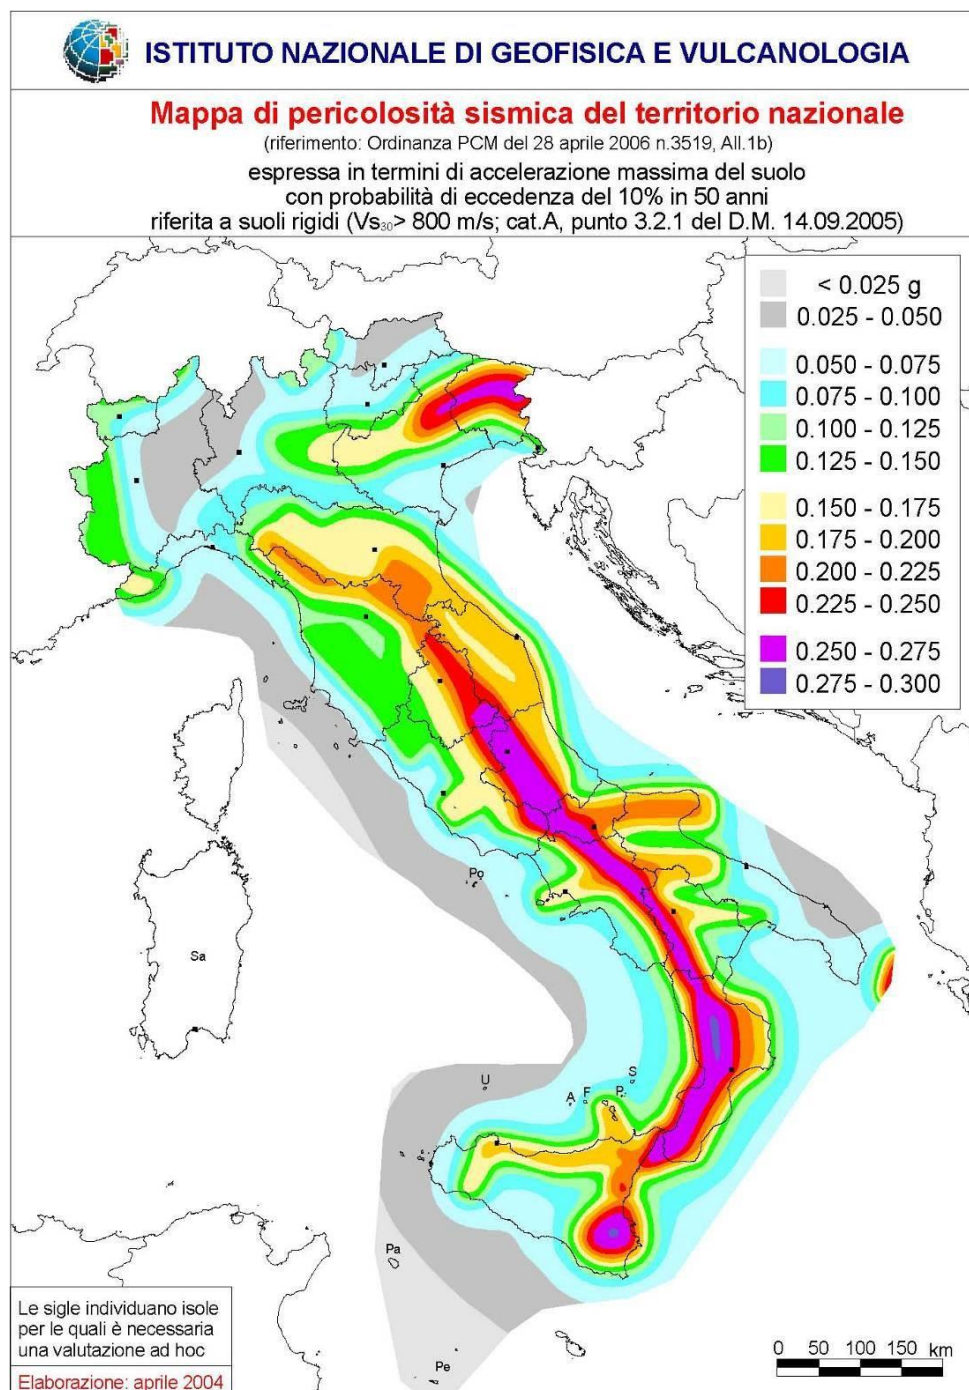 ISTITUTO NAZIONALE DI GEOFISICA E VULCANOLOGIA
Mappa di pericolosità sismica del territorio nazionale
(riferimento: Ordinanza PCM del 28 aprile 2006 n.3519, All.1b)
espressa in termini di accelerazione massima del suolo
con probabilità di eccedenza del 10% in 50 anni
riferita a suoli rigidi (Vs₃₀> 800 m/s; cat.A, punto 3.2.1 del D.M. 14.09.2005)
< 0.025 g
0.025 - 0.050
0.050 - 0.075
0.075 - 0.100
0.100 - 0.125
0.125 - 0.150
0.150 - 0.175
0.175 - 0.200
0.200 - 0.225
0.225 - 0.250
0.250 - 0.275
0.275 - 0.300
Po
Sa
U
A F P S
Pa
Pe
Le sigle individuano isole
per le quali è necessaria
una valutazione ad hoc
Elaborazione: aprile 2004
0 50 100 150 km